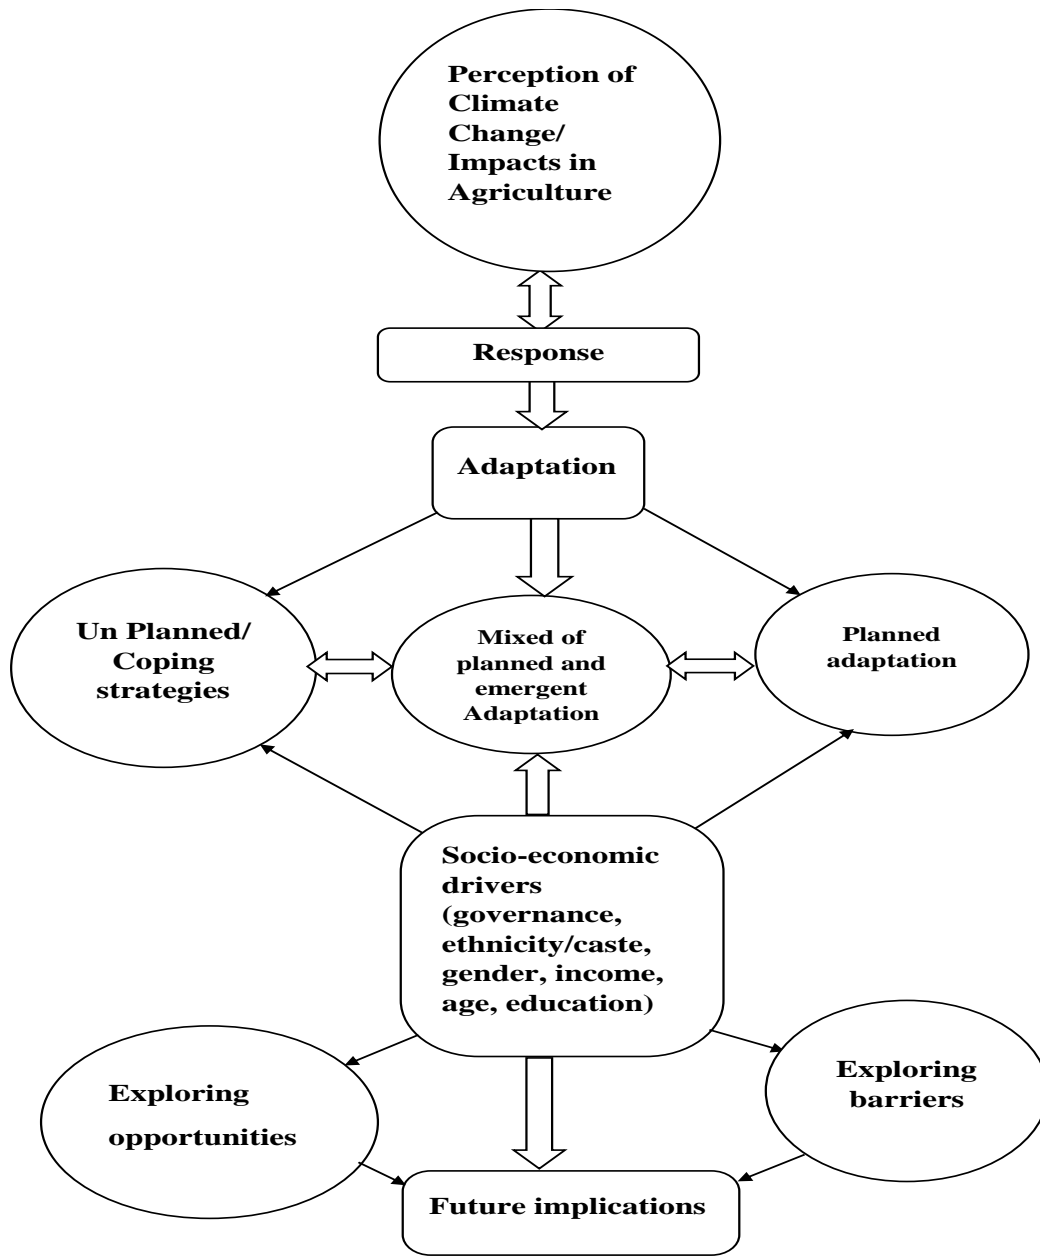 Perception of
Climate
Change/
Impacts in
Agriculture
Response
Adaptation
Un Planned/
Coping
strategies
Mixed of
planned and
emergent
Adaptation
Planned
adaptation
Socio-economic
drivers
(governance,
ethnicity/caste,
gender, income,
age, education)
Exploring
opportunities
Exploring
barriers
Future implications